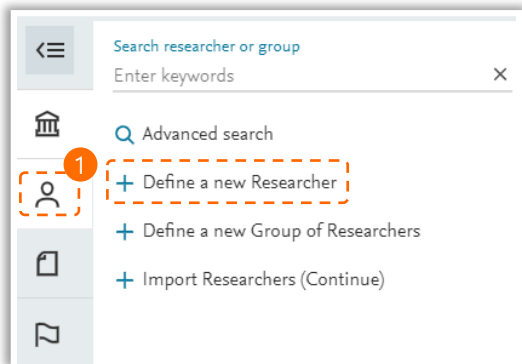 Search researcher or group
Enter keywords
Advanced search
1
Define a new Researcher
Define a new Group of Researchers
Import Researchers (Continue)